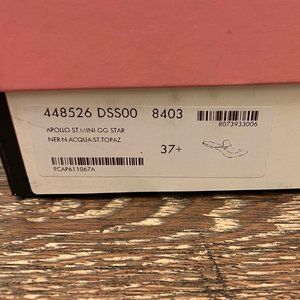 448526 DSS00 8403
8073933006
APOLLO ST.MINI GG STAR
NER-N.ACQUA-ST.TOPAZ
37+
ECAP611067A